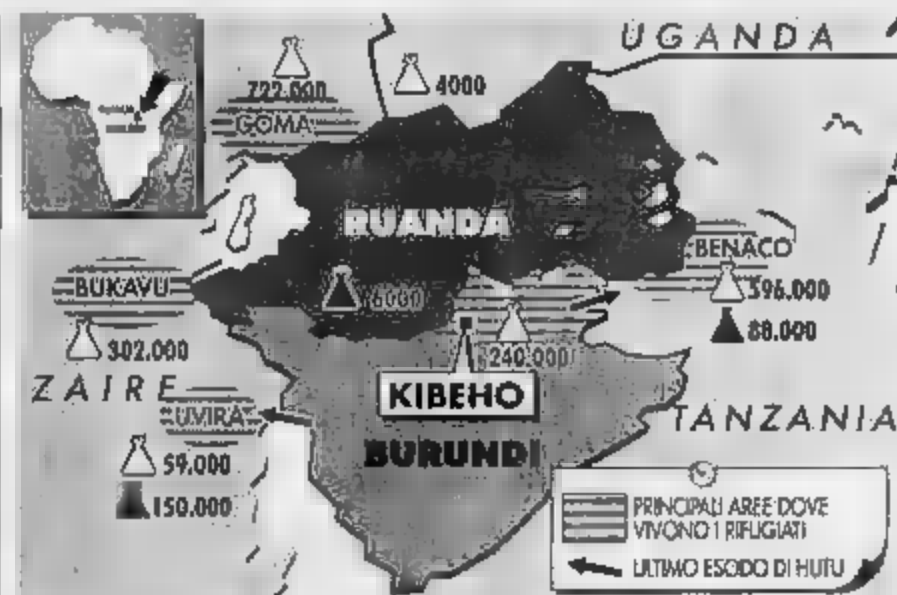 UGANDA
722.000
4000
GOMA
RUANDA
BENACO
BUKAVU
6000
396.000
88.000
302.000
240.000
ZAIRE
KIBEHO
UVIRA
TANZANIA
BURUNDI
59.000
150.000
PRINCIPALI AREE DOVE
VIVONO I RIFUGIATI
ULTIMO ESODO DI HUTU